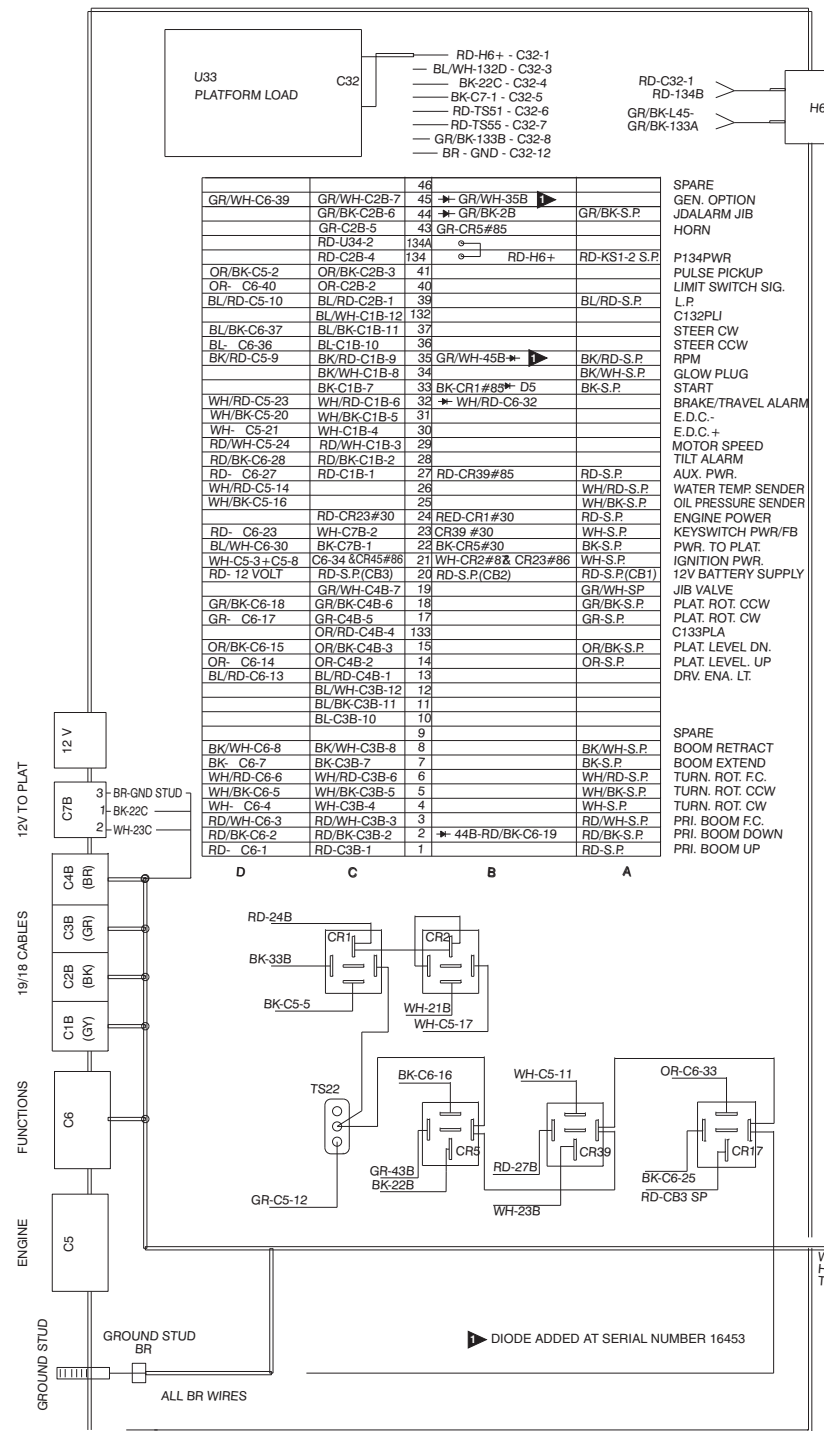 U33
PLATFORM LOAD
C32
RD-H6+ - C32-1
BL/WH-132D - C32-3
BK-22C - C32-4
BK-C7-1 - C32-5
RD-TS51 - C32-6
RD-TS55 - C32-7
GR/BK-133B - C32-8
BR - GND - C32-12
RD-C32-1
RD-134B
GR/BK-L45-
GR/BK-133A
H6
46 SPARE
GR/WH-C6-39 GR/WH-C2B-7 45 GR/WH-35B 1 GEN. OPTION
GR/BK-C2B-6 44 GR/BK-2B GR/BK-S.P. JDALARM JIB
GR-C2B-5 43 GR-CR5#85 HORN
RD-U34-2 134A
RD-C2B-4 134 RD-H6+ RD-KS1-2 S.P. P134PWR
OR/BK-C5-2 OR/BK-C2B-3 41 PULSE PICKUP
OR- C6-40 OR-C2B-2 40 LIMIT SWITCH SIG.
BL/RD-C5-10 BL/RD-C2B-1 39 BL/RD-S.P. L.P.
BL/WH-C1B-12 132 C132PLI
BL/BK-C6-37 BL/BK-C1B-11 37 STEER CW
BL- C6-36 BL-C1B-10 36 STEER CCW
BK/RD-C5-9 BK/RD-C1B-9 35 GR/WH-45B 1 BK/RD-S.P. RPM
BK/WH-C1B-8 34 BK/WH-S.P. GLOW PLUG
BK-C1B-7 33 BK-CR1#85 D5 BK-S.P. START
WH/RD-C5-23 WH/RD-C1B-6 32 WH/RD-C6-32 BRAKE/TRAVEL ALARM
WH/BK-C5-20 WH/BK-C1B-5 31 E.D.C.-
WH- C5-21 WH-C1B-4 30 E.D.C.+
RD/WH-C5-24 RD/WH-C1B-3 29 MOTOR SPEED
RD/BK-C6-28 RD/BK-C1B-2 28 TILT ALARM
RD- C6-27 RD-C1B-1 27 RD-CR39#85 RD-S.P. AUX. PWR.
WH/RD-C5-14 26 WH/RD-S.P. WATER TEMP. SENDER
WH/BK-C5-16 25 WH/BK-S.P. OIL PRESSURE SENDER
RD-CR23#30 24 RED-CR1#30 RD-S.P. ENGINE POWER
RD- C6-23 WH-C7B-2 23 CR39 #30 WH-S.P. KEYSWITCH PWR/FB
BL/WH-C6-30 BK-C7B-1 22 BK-CR5#30 BK-S.P. PWR. TO PLAT.
WH-C5-3+C5-8 C6-34 &CR45#86 21 WH-CR2#87 & CR23#86 WH-S.P. IGNITION PWR.
RD- 12 VOLT RD-S.P.(CB3) 20 RD-S.P.(CB2) RD-S.P.(CB1) 12V BATTERY SUPPLY
GR/WH-C4B-7 19 GR/WH-SP JIB VALVE
GR/BK-C6-18 GR/BK-C4B-6 18 GR/BK-S.P. PLAT. ROT. CCW
GR- C6-17 GR-C4B-5 17 GR-S.P. PLAT. ROT. CW
OR/RD-C4B-4 133 C133PLA
OR/BK-C6-15 OR/BK-C4B-3 15 OR/BK-S.P. PLAT. LEVEL DN.
OR- C6-14 OR-C4B-2 14 OR-S.P. PLAT. LEVEL. UP
BL/RD-C6-13 BL/RD-C4B-1 13 DRV. ENA. LT.
BL/WH-C3B-12 12
BL/BK-C3B-11 11
BL-C3B-10 10
9 SPARE
BK/WH-C6-8 BK/WH-C3B-8 8 BK/WH-S.P. BOOM RETRACT
BK- C6-7 BK-C3B-7 7 BK-S.P. BOOM EXTEND
WH/RD-C6-6 WH/RD-C3B-6 6 WH/RD-S.P. TURN. ROT. F.C.
WH/BK-C6-5 WH/BK-C3B-5 5 WH/BK-S.P. TURN. ROT. CCW
WH- C6-4 WH-C3B-4 4 WH-S.P. TURN. ROT. CW
RD/WH-C6-3 RD/WH-C3B-3 3 RD/WH-S.P. PRI. BOOM F.C.
RD/BK-C6-2 RD/BK-C3B-2 2 44B-RD/BK-C6-19 RD/BK-S.P. PRI. BOOM DOWN
RD- C6-1 RD-C3B-1 1 RD-S.P. PRI. BOOM UP
D C B A
12 V
12V TO PLAT
C7B
3 BR-GND STUD
1 BK-22C
2 WH-23C
19/18 CABLES
C4B
(BR)
C3B
(GR)
C2B
(BK)
C1B
(GY)
FUNCTIONS
C6
ENGINE
C5
RD-24B
CR1
CR2
BK-33B
BK-C5-5
WH-21B
WH-C5-17
TS22
BK-C6-16
WH-C5-11
OR-C6-33
CR5
CR39
CR17
GR-43B
BK-22B
RD-27B
BK-C6-25
RD-CB3 SP
GR-C5-12
WH-23B
W
H
T
GROUND STUD
GROUND STUD
BR
ALL BR WIRES
1 DIODE ADDED AT SERIAL NUMBER 16453